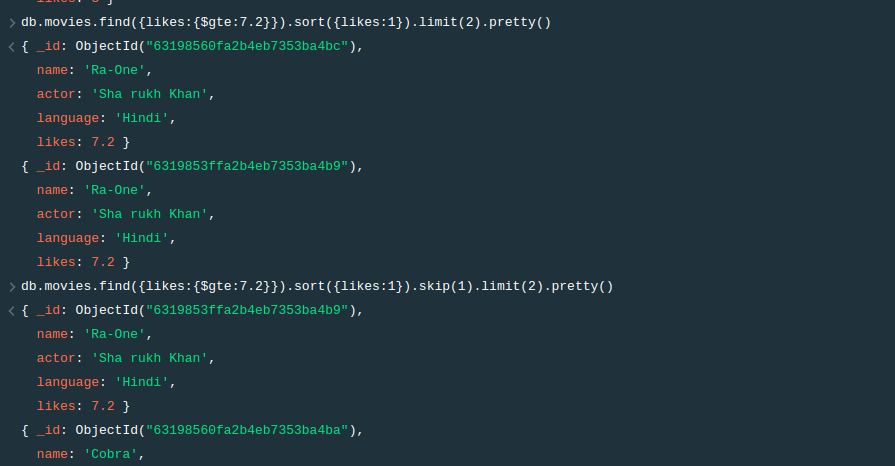 db.movies.find({likes:{$gte:7.2}}).sort({likes:1}).limit(2).pretty()
{ _id: ObjectId("63198560fa2b4eb7353ba4bc"),
name: 'Ra-One',
actor: 'Sha rukh Khan',
language: 'Hindi',
likes: 7.2 }
{ _id: ObjectId("6319853ffa2b4eb7353ba4b9"),
name: 'Ra-One',
actor: 'Sha rukh Khan',
language: 'Hindi',
likes: 7.2 }
db.movies.find({likes:{$gte:7.2}}).sort({likes:1}).skip(1).limit(2).pretty()
{ _id: ObjectId("6319853ffa2b4eb7353ba4b9"),
name: 'Ra-One',
actor: 'Sha rukh Khan',
language: 'Hindi',
likes: 7.2 }
{ _id: ObjectId("63198560fa2b4eb7353ba4ba"),
name: 'Cobra',